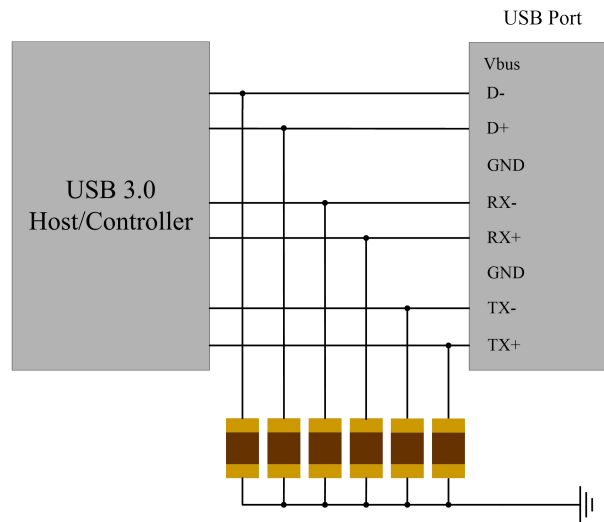 USB Port
USB 3.0
Host/Controller
Vbus
D-
D+
GND
RX-
RX+
GND
TX-
TX+